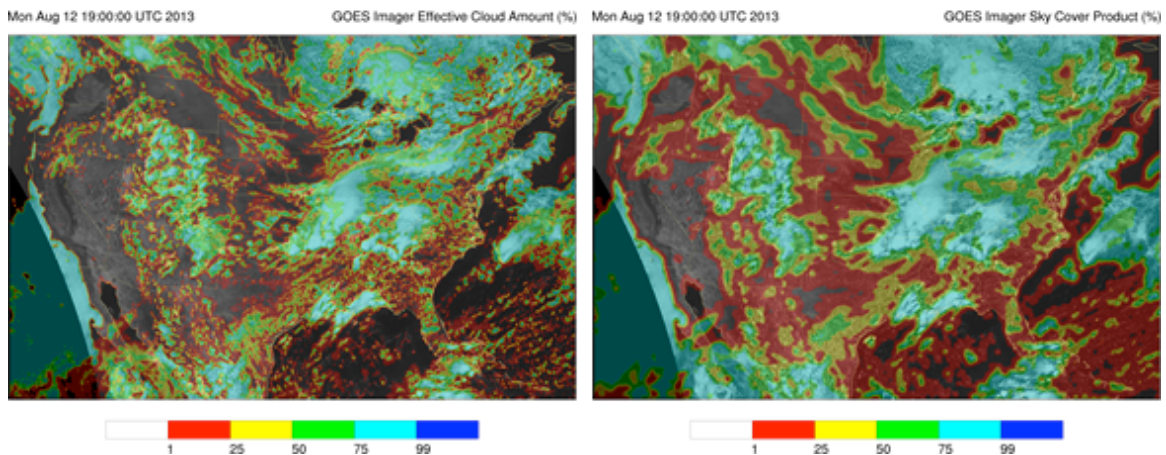 Mon Aug 12 19:00:00 UTC 2013 GOES Imager Effective Cloud Amount (%)
Mon Aug 12 19:00:00 UTC 2013 GOES Imager Sky Cover Product (%)
1 25 50 75 99
1 25 50 75 99